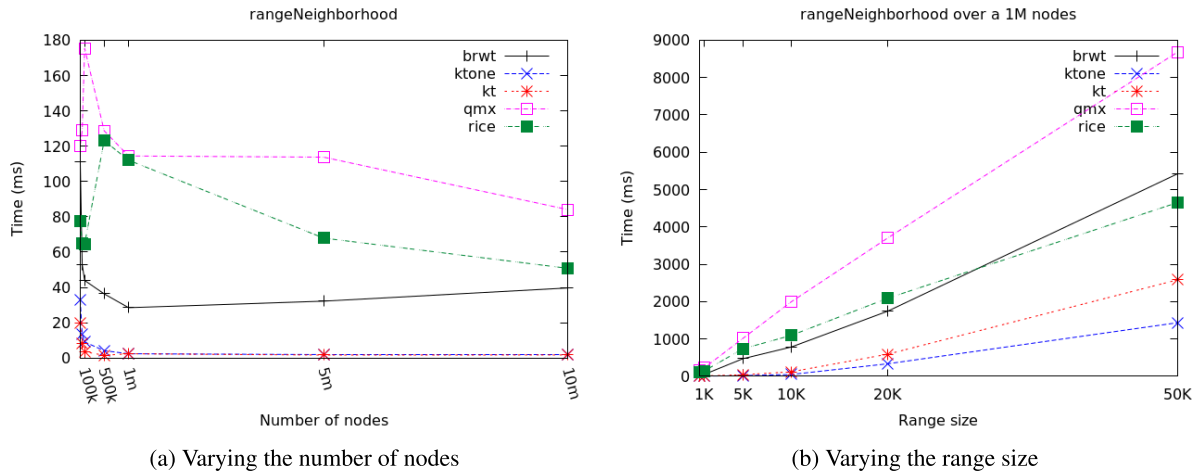 rangeNeighborhood
180
160
140
120
100
80
60
40
20
0
Time (ms)
brwt
ktone
kt
qmx
rice
100k
500k
1m
5m
10m
Number of nodes
(a) Varying the number of nodes
rangeNeighborhood over a 1M nodes
9000
8000
7000
6000
5000
4000
3000
2000
1000
0
Time (ms)
brwt
ktone
kt
qmx
rice
1K
5K
10K
20K
50K
Range size
(b) Varying the range size